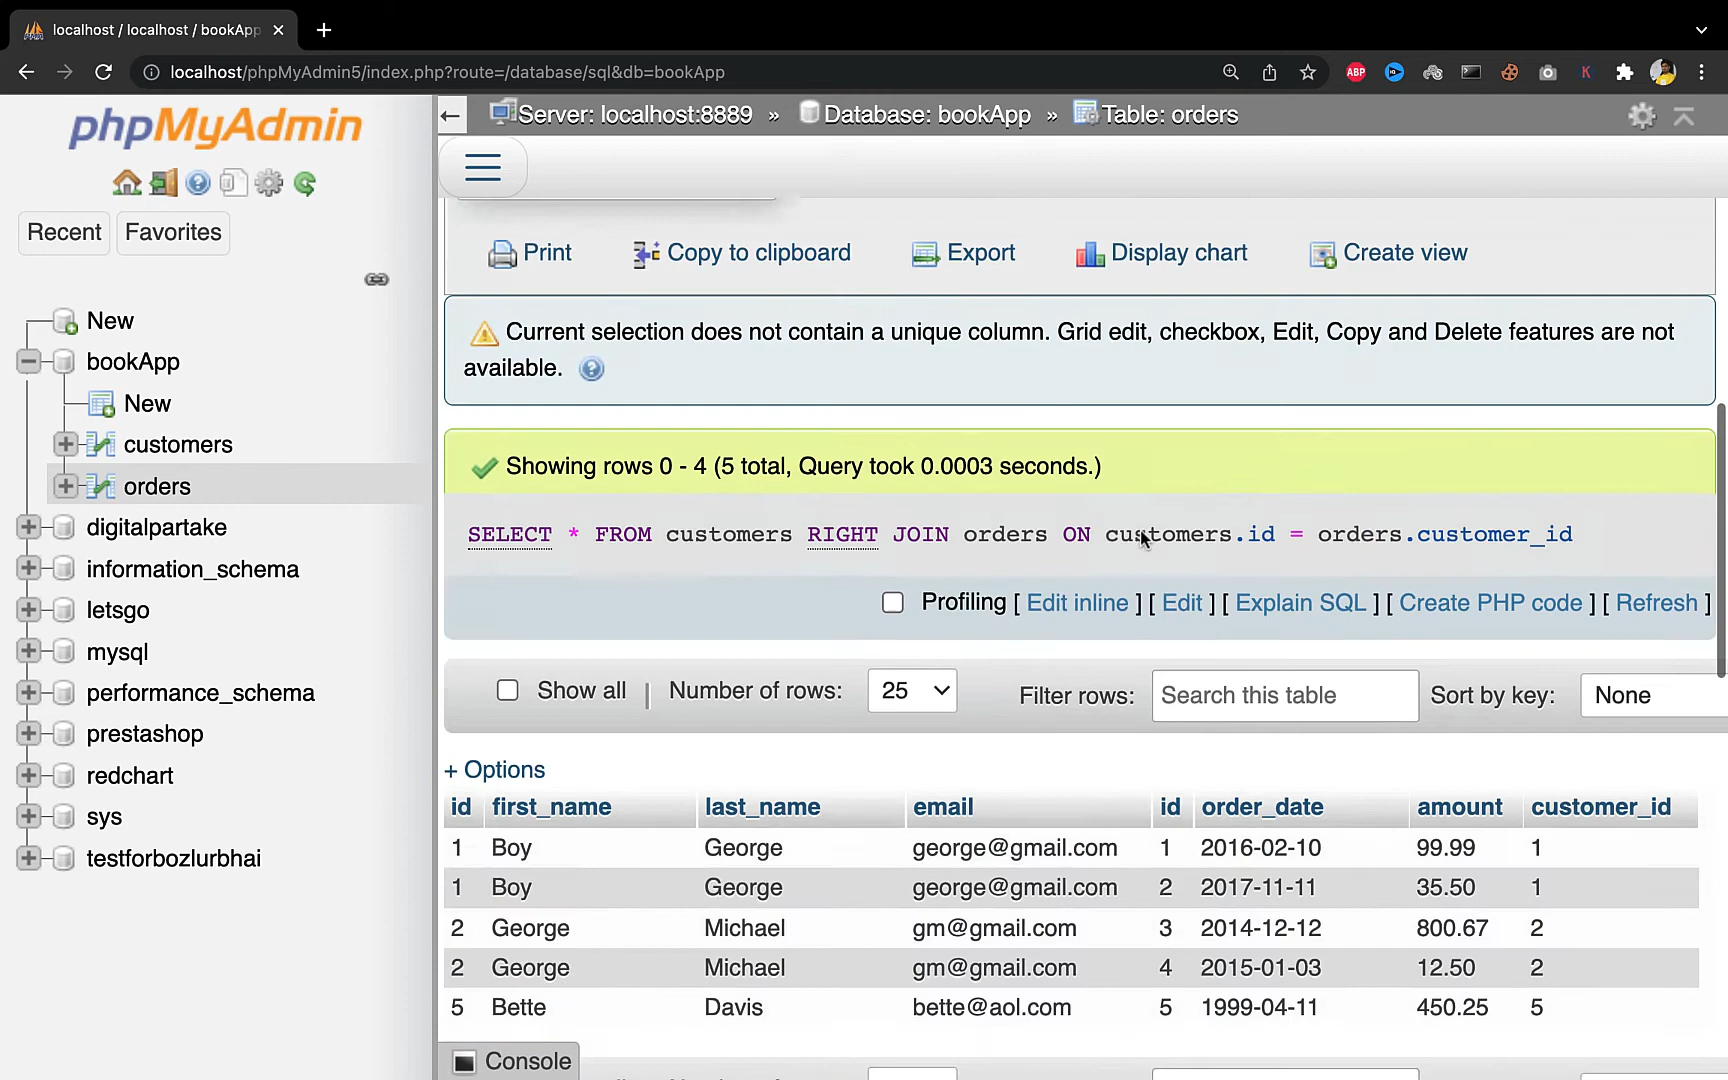 localhost / localhost / bookApp
localhost/phpMyAdmin5/index.php?route=/database/sql&db=bookApp
ABP
K
phpMyAdmin
Recent
Favorites
New
bookApp
New
customers
orders
digitalpartake
information_schema
letsgo
mysql
performance_schema
prestashop
redchart
sys
testforbozlurbhai
Server: localhost:8889 » Database: bookApp » Table: orders
Print Copy to clipboard Export Display chart Create view
Current selection does not contain a unique column. Grid edit, checkbox, Edit, Copy and Delete features are not
available.
Showing rows 0 - 4 (5 total, Query took 0.0003 seconds.)
SELECT * FROM customers RIGHT JOIN orders ON customers.id = orders.customer_id
Profiling [ Edit inline ] [ Edit ] [ Explain SQL ] [ Create PHP code ] [ Refresh ]
Show all | Number of rows: 25 Filter rows: Search this table Sort by key: None
+ Options
id first_name last_name email id order_date amount customer_id
1 Boy George george@gmail.com 1 2016-02-10 99.99 1
1 Boy George george@gmail.com 2 2017-11-11 35.50 1
2 George Michael gm@gmail.com 3 2014-12-12 800.67 2
2 George Michael gm@gmail.com 4 2015-01-03 12.50 2
5 Bette Davis bette@aol.com 5 1999-04-11 450.25 5
Console